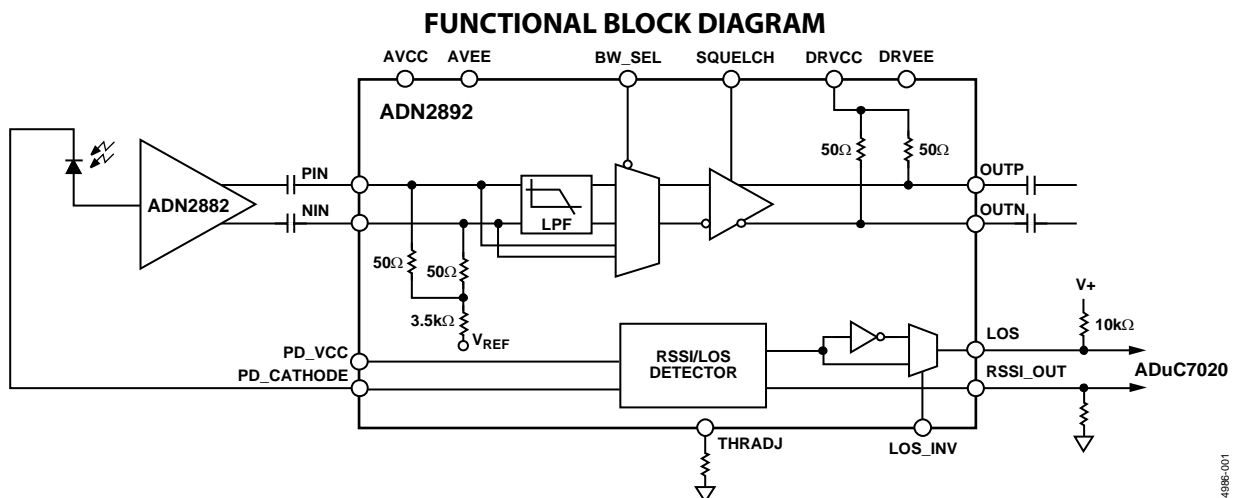 FUNCTIONAL BLOCK DIAGRAM
AVCC AVEE BW_SEL SQUELCH DRVCC DRVEE
ADN2892
50Ω 50Ω
PIN OUTP
ADN2882
NIN LPF OUTN
50Ω 50Ω
V+
3.5kΩ 10kΩ
VREF LOS
PD_VCC
RSSI/LOS
DETECTOR
PD_CATHODE RSSI_OUT ADuC7020
THRADJ LOS_INV
4986-001